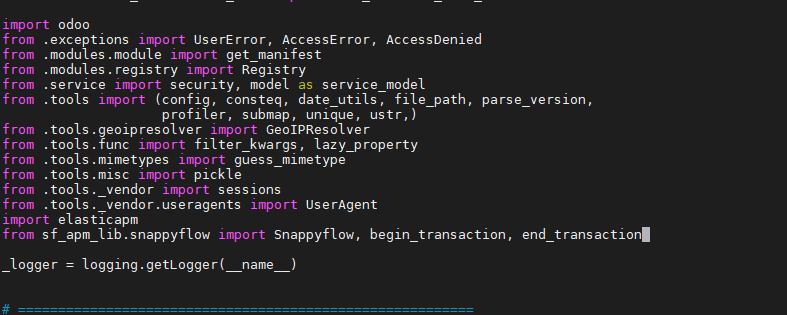 import odoo
from .exceptions import UserError, AccessError, AccessDenied
from .modules.module import get_manifest
from .modules.registry import Registry
from .service import security, model as service_model
from .tools import (config, consteq, date_utils, file_path, parse_version,
                    profiler, submap, unique, ustr,)
from .tools.geoipresolver import GeoIPResolver
from .tools.func import filter_kwargs, lazy_property
from .tools.mimetypes import guess_mimetype
from .tools.misc import pickle
from .tools._vendor import sessions
from .tools._vendor.useragents import UserAgent
import elasticapm
from sf_apm_lib.snappyflow import Snappyflow, begin_transaction, end_transaction
_logger = logging.getLogger(__name__)
# =========================================================